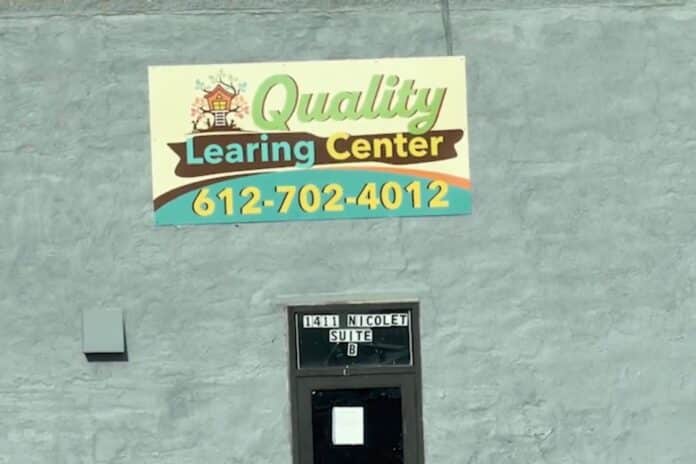 Quality
Learing Center
612-702-4012
1411 NICOLET
SUITE
B